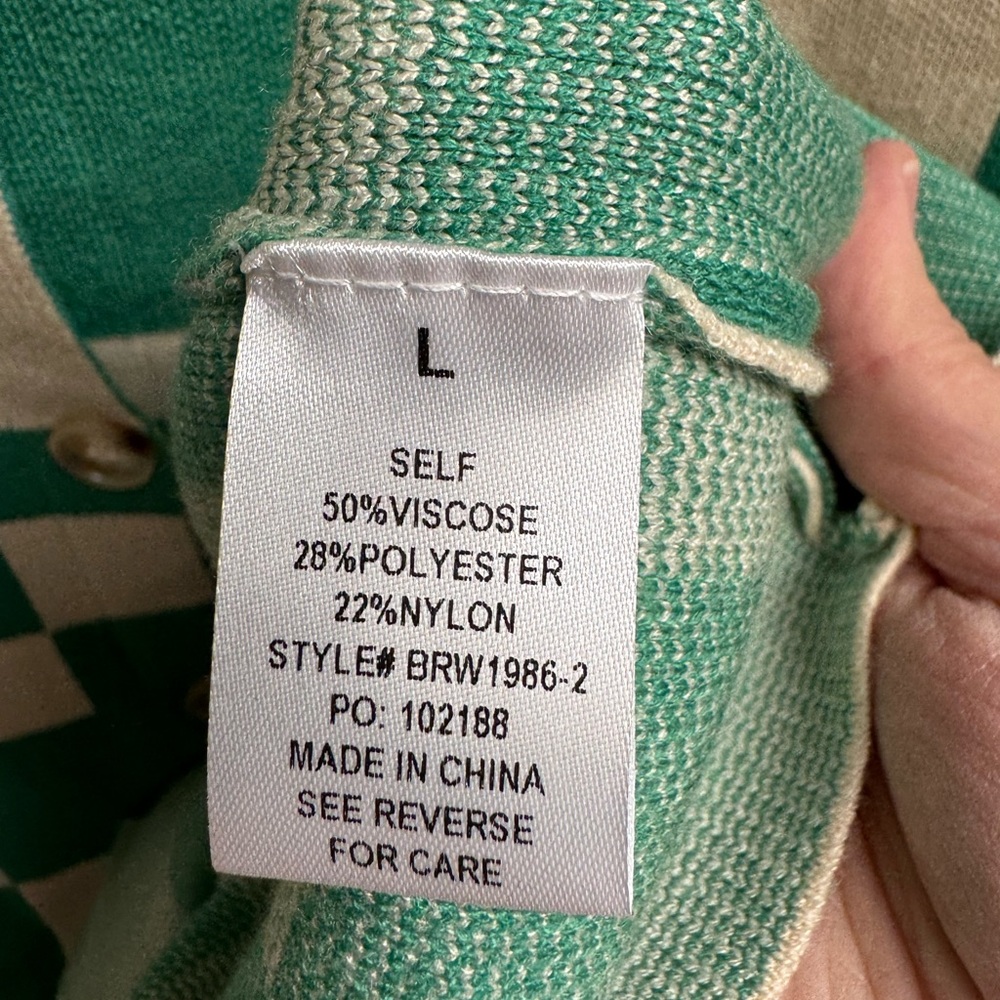 L
SELF
50%VISCOSE
28%POLYESTER
22%NYLON
STYLE# BRW1986-2
PO: 102188
MADE IN CHINA
SEE REVERSE
FOR CARE